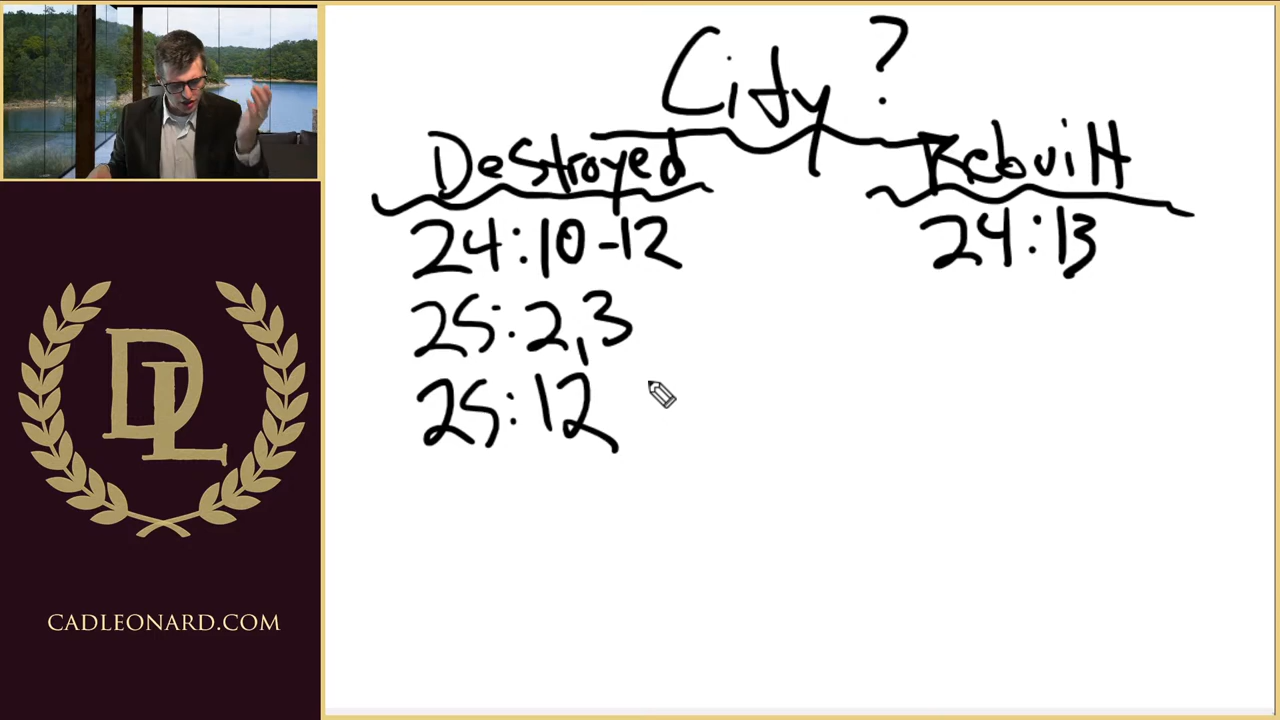 City?
Destroyed Rebuilt
24:10-12 24:13
25:2,3
25:12
DL
CADLEONARD.COM